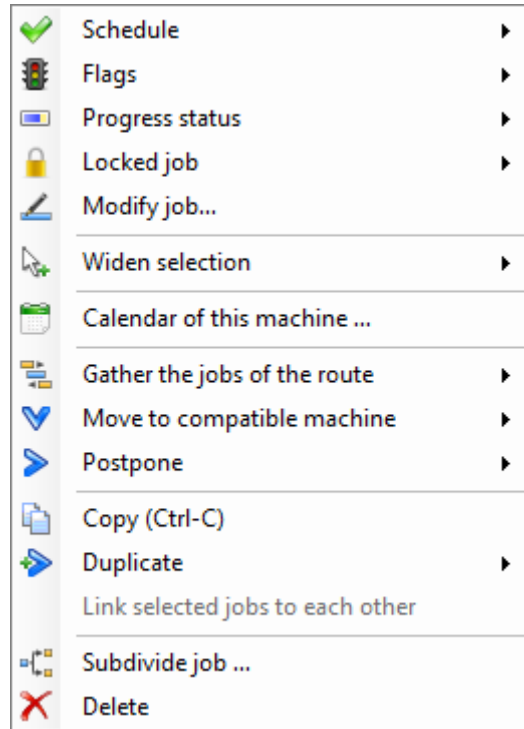 Schedule
Flags
Progress status
Locked job
Modify job...
Widen selection
Calendar of this machine ...
Gather the jobs of the route
Move to compatible machine
Postpone
Copy (Ctrl-C)
Duplicate
Link selected jobs to each other
Subdivide job ...
Delete